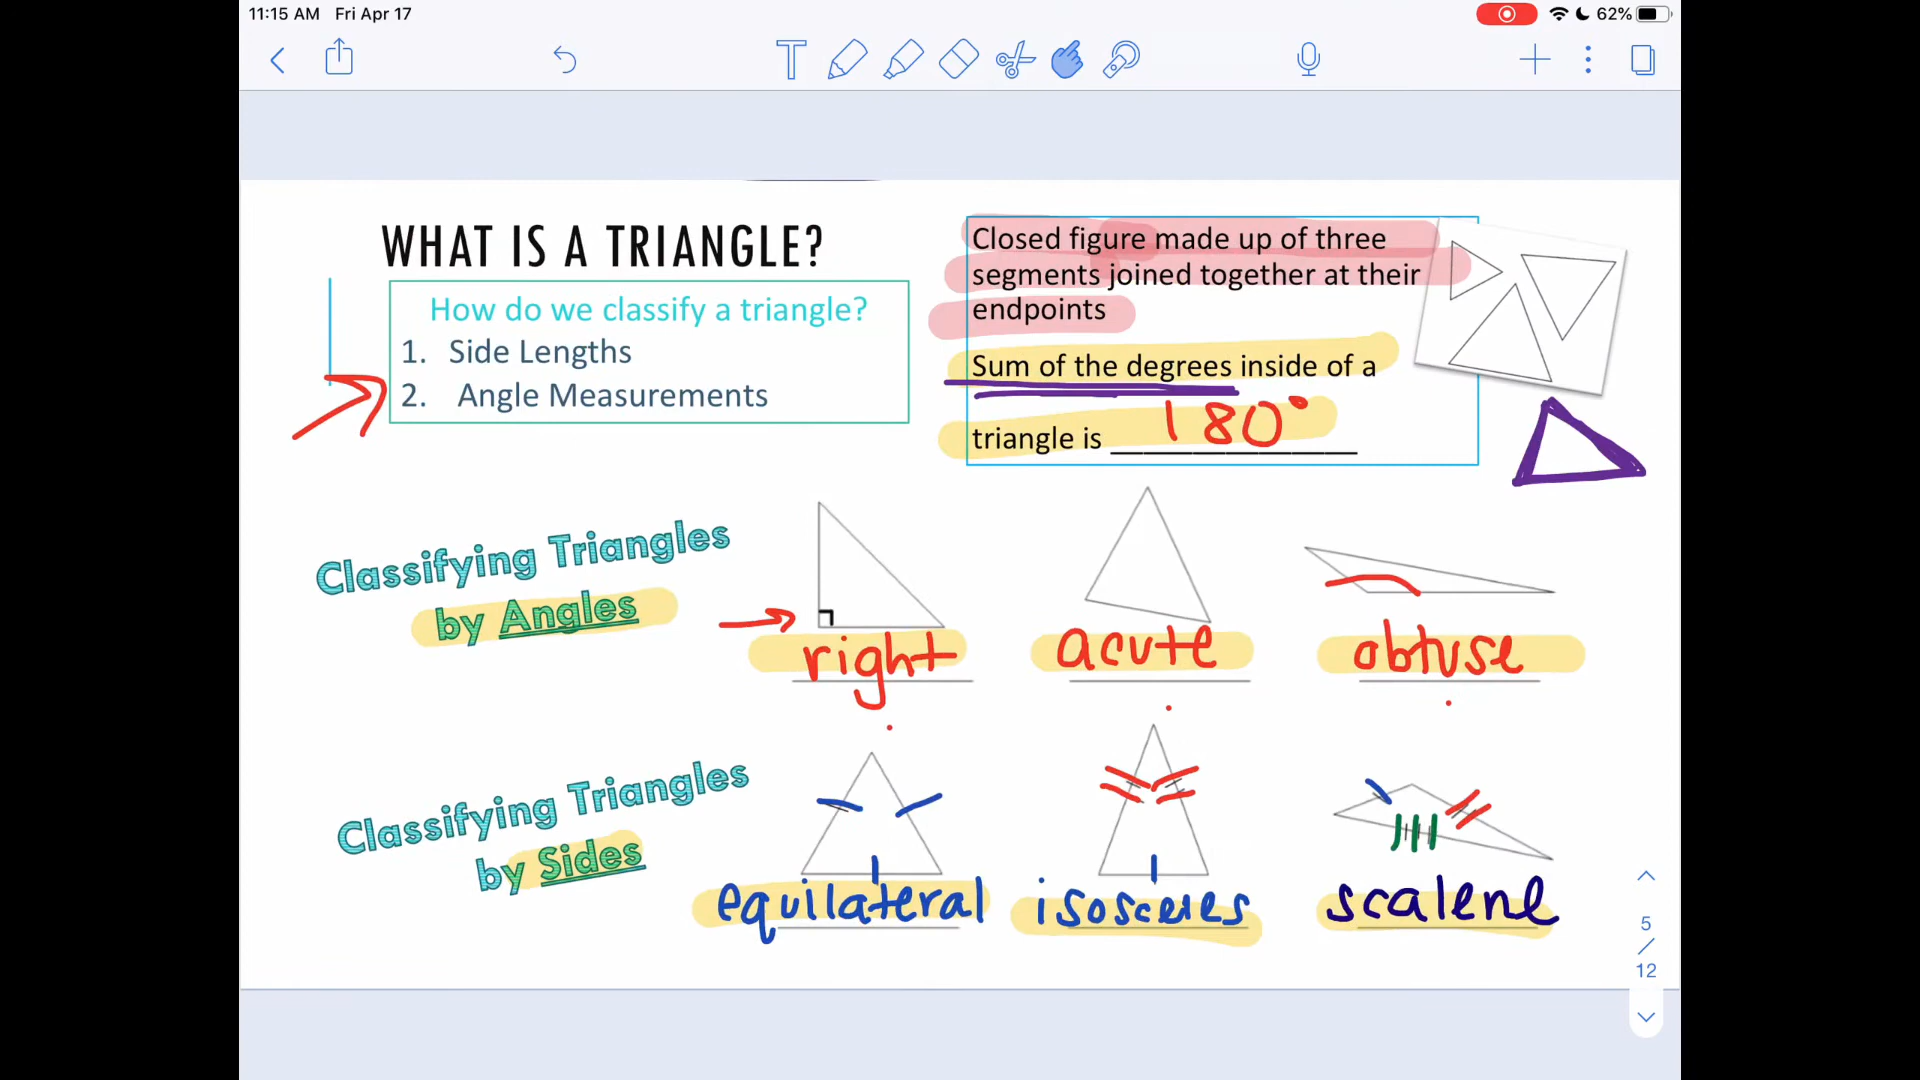 11:15 AM Fri Apr 17
62%
WHAT IS A TRIANGLE?
How do we classify a triangle?
1. Side Lengths
2. Angle Measurements
Closed figure made up of three
segments joined together at their
endpoints
Sum of the degrees inside of a
triangle is 180°
Classifying Triangles
by Angles
right
acute
obtuse
Classifying Triangles
by Sides
equilateral
isosceles
scalene
5
/
12